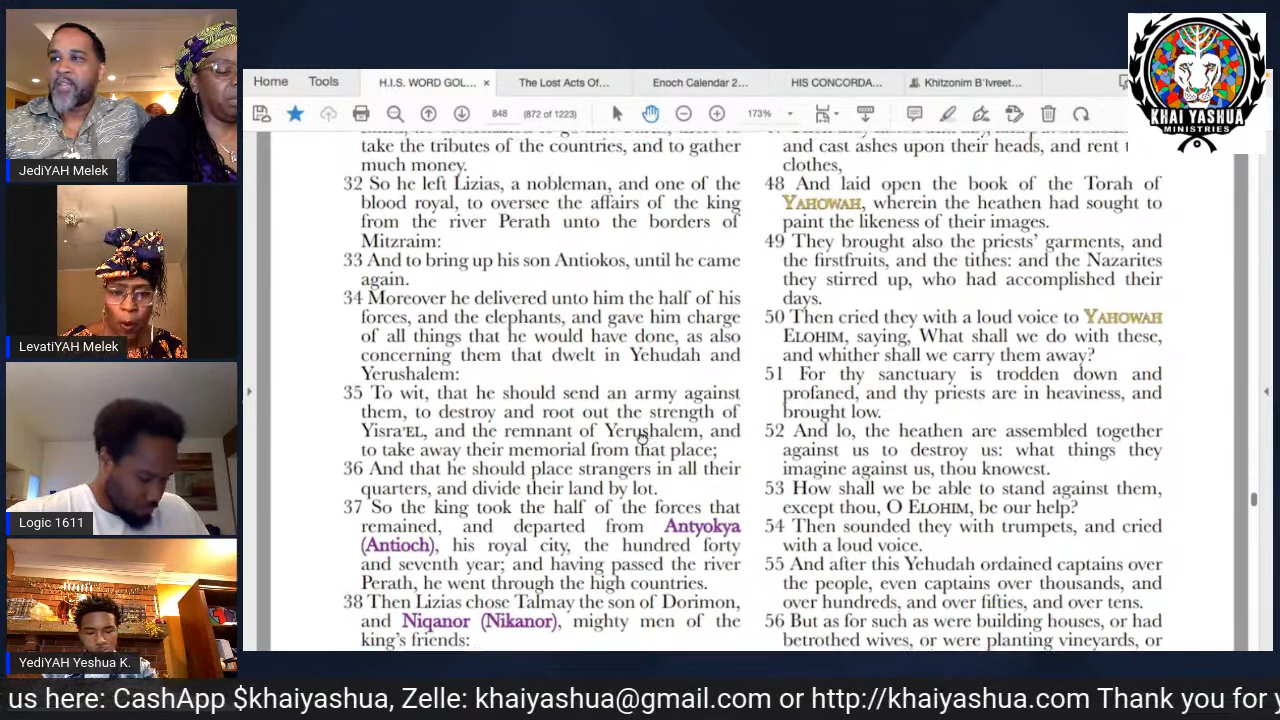 JediYAH Melek
LevatiYAH Melek
Logic 1611
YediYAH Yeshua K.
Home Tools H.I.S. WORD GOL... × The Lost Acts Of... Enoch Calendar 2... HIS CONCORDA... Khitzonim B'Ivreet...
848 (872 of 1223) 173%
take the tributes of the countries, and to gather
much money.
32 So he left Lizias, a nobleman, and one of the
blood royal, to oversee the affairs of the king
from the river Perath unto the borders of
Mitzraim:
33 And to bring up his son Antiokos, until he came
again.
34 Moreover he delivered unto him the half of his
forces, and the elephants, and gave him charge
of all things that he would have done, as also
concerning them that dwelt in Yehudah and
Yerushalem:
35 To wit, that he should send an army against
them, to destroy and root out the strength of
Yisra'EL, and the remnant of Yerushalem, and
to take away their memorial from that place;
36 And that he should place strangers in all their
quarters, and divide their land by lot.
37 So the king took the half of the forces that
remained, and departed from Antyokya
(Antioch), his royal city, the hundred forty
and seventh year; and having passed the river
Perath, he went through the high countries.
38 Then Lizias chose Talmay the son of Dorimon,
and Niqanor (Nikanor), mighty men of the
king's friends:
and cast ashes upon their heads, and rent
clothes,
48 And laid open the book of the Torah of
YAHOWAH, wherein the heathen had sought to
paint the likeness of their images.
49 They brought also the priests' garments, and
the firstfruits, and the tithes: and the Nazarites
they stirred up, who had accomplished their
days.
50 Then cried they with a loud voice to YAHOWAH
ELOHIM, saying, What shall we do with these,
and whither shall we carry them away?
51 For thy sanctuary is trodden down and
profaned, and thy priests are in heaviness, and
brought low.
52 And lo, the heathen are assembled together
against us to destroy us: what things they
imagine against us, thou knowest.
53 How shall we be able to stand against them,
except thou, O ELOHIM, be our help?
54 Then sounded they with trumpets, and cried
with a loud voice.
55 And after this Yehudah ordained captains over
the people, even captains over thousands, and
over hundreds, and over fifties, and over tens.
56 But as for such as were building houses, or had
betrothed wives, or were planting vineyards, or
KHAI YASHUA
MINISTRIES
us here: CashApp $khaiyashua, Zelle: khaiyashua@gmail.com or http://khaiyashua.com Thank you for